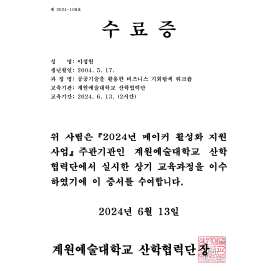 제 2024-108호
수 료 증
성 명: 이정원
생년월일: 2004. 5. 17.
과 정 명: 공공기술을 활용한 비즈니스 기회탐색 워크숍
교육기관: 계원예술대학교 산학협력단
교육기간: 2024. 6. 13. (2시간)
위 사람은 『2024년 메이커 활성화 지원
사업』 주관기관인 계원예술대학교 산학
협력단에서 실시한 상기 교육과정을 이수
하였기에 이 증서를 수여합니다.
2024년 6월 13일
계원예술대학교 산학협력단장